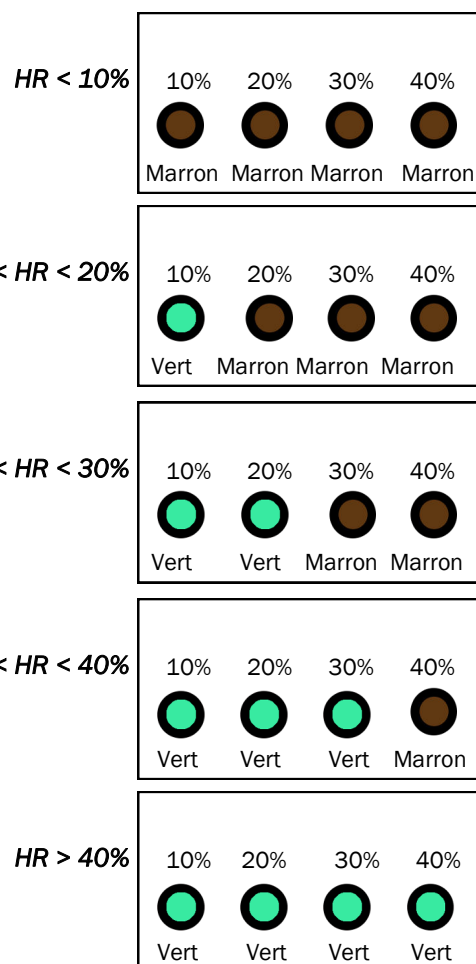 HR < 10%
10% 20% 30% 40%
Marron Marron Marron Marron
< HR < 20%
10% 20% 30% 40%
Vert Marron Marron Marron
< HR < 30%
10% 20% 30% 40%
Vert Vert Marron Marron
< HR < 40%
10% 20% 30% 40%
Vert Vert Vert Marron
HR > 40%
10% 20% 30% 40%
Vert Vert Vert Vert